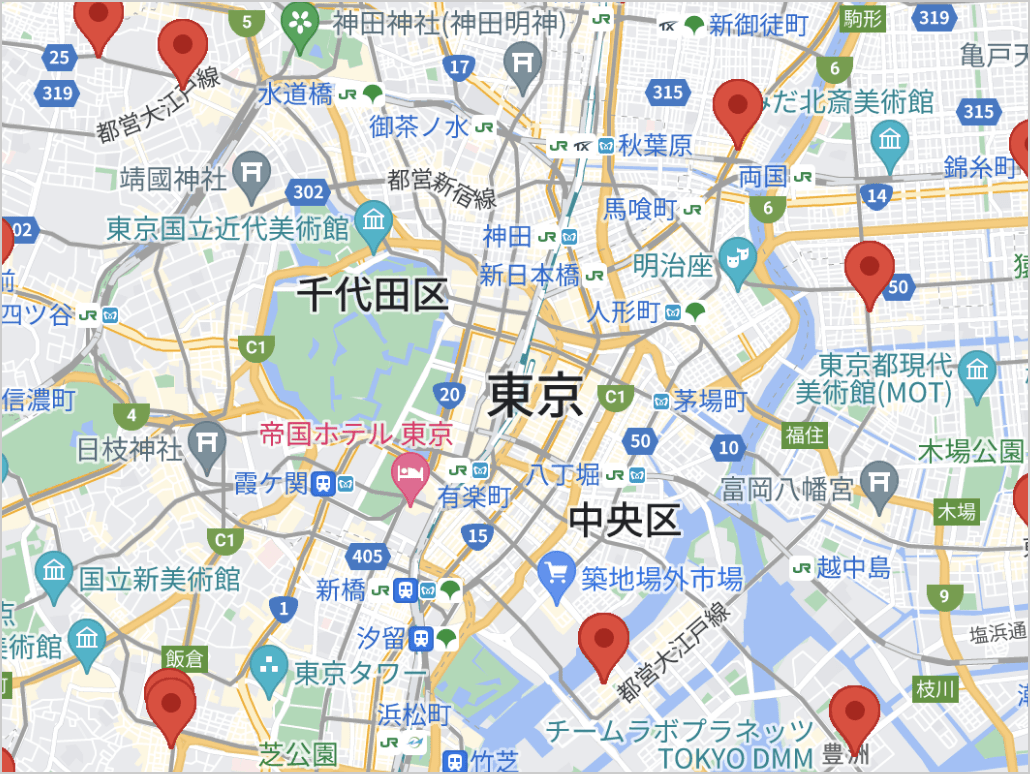 5
神田神社(神田明神)
新御徒町
駒形
319
25
17
6
亀戸天
319
都営大江戸線
水道橋
315
みだ北斎美術館
315
御茶ノ水
秋葉原
靖國神社
302
都営新宿線
両国
錦糸町
14
馬喰町
6
02
東京国立近代美術館
神田
明治座
前
新日本橋
50
猿
千代田区
四ツ谷
人形町
C1
東京都現代
美術館(MOT)
20
東京
C1
信濃町
茅場町
4
帝国ホテル 東京
50
10
福住
日枝神社
木場公園
霞ケ関
有楽町
八丁堀
富岡八幡宮
中央区
木場
C1
15
405
越中島
国立新美術館
新橋
築地場外市場
1
9
点
汐留
都営大江戸線
塩浜通
美術館
飯倉
東京タワー
枝川
町
浜松町
チームラボプラネッツ
TOKYO DMM
豊洲
芝公園
竹芝